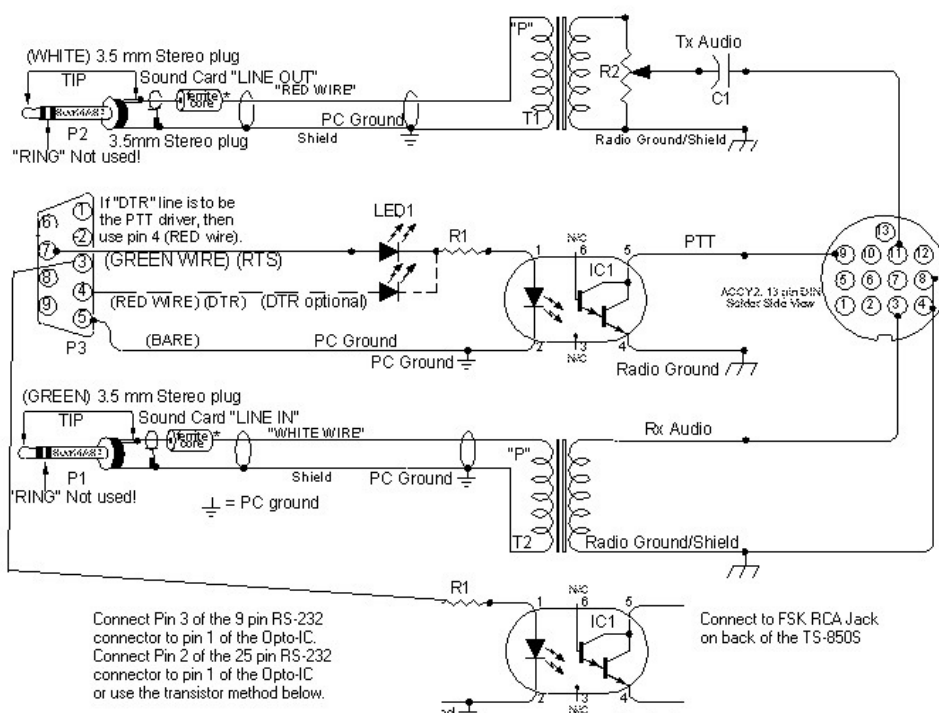 (WHITE) 3.5 mm Stereo plug
TIP
Sound Card "LINE OUT"
ferrite
core
*
"RED WIRE"
P2
3.5mm Stereo plug
"RING" Not used!
PC Ground
Shield
"P"
T1
R2
Tx Audio
C1
Radio Ground/Shield
If "DTR" line is to be
the PTT driver, then
use pin 4 (RED wire).
1
6
2
7
3
8
4
9
5
P3
(GREEN WIRE) (RTS)
(RED WIRE) (DTR) (DTR optional)
(BARE)
PC Ground
PC Ground
LED1
R1
1
N/C
6
5
IC1
2
3
N/C
4
PTT
Radio Ground
13
9
10
11
12
5
6
7
8
1
2
3
4
ACCY2, 13 pin DIN
Solder Side View
(GREEN) 3.5 mm Stereo plug
TIP
Sound Card "LINE IN"
ferrite
core
*
"WHITE WIRE"
P1
"RING" Not used!
Shield
PC Ground
= PC ground
"P"
T2
Rx Audio
Radio Ground/Shield
Connect Pin 3 of the 9 pin RS-232
connector to pin 1 of the Opto-IC.
Connect Pin 2 of the 25 pin RS-232
connector to pin 1 of the Opto-IC
or use the transistor method below.
R1
1
N/C
6
5
IC1
2
3
N/C
4
Connect to FSK RCA Jack
on back of the TS-850S